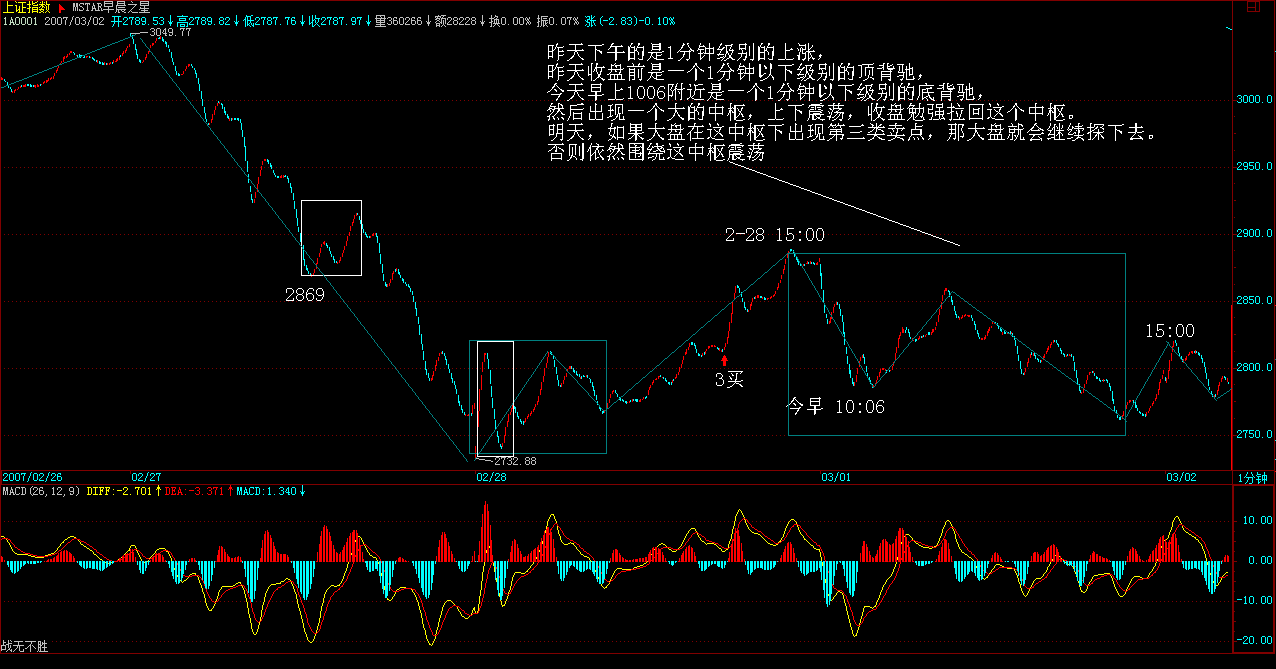 上证指数 MSTAR早晨之星
1A0001 2007/03/02 开2789.53↓高2789.82↓低2787.76↓收2787.97↓量360266↓额28228↓换0.00% 振0.07% 涨(-2.83)-0.10%
3049.77
昨天下午的是1分钟级别的上涨，
昨天收盘前是一个1分钟以下级别的顶背驰，
今天早上1006附近是一个1分钟以下级别的底背驰，
然后出现一个大的中枢，上下震荡，收盘勉强拉回这个中枢。
明天，如果大盘在这中枢下出现第三类卖点，那大盘就会继续探下去。
否则依然围绕这中枢震荡
3000.0
2950.0
2900.0
2850.0
2800.0
2750.0
2-28 15:00
2869
15:00
3买
今早 10:06
2732.88
2007/02/26 02/27 02/28 03/01 03/02 1分钟
MACD(26,12,9) DIFF:-2.701↑DEA:-3.371↑MACD:1.340↓
10.00
0.00
-10.00
-20.00
战无不胜